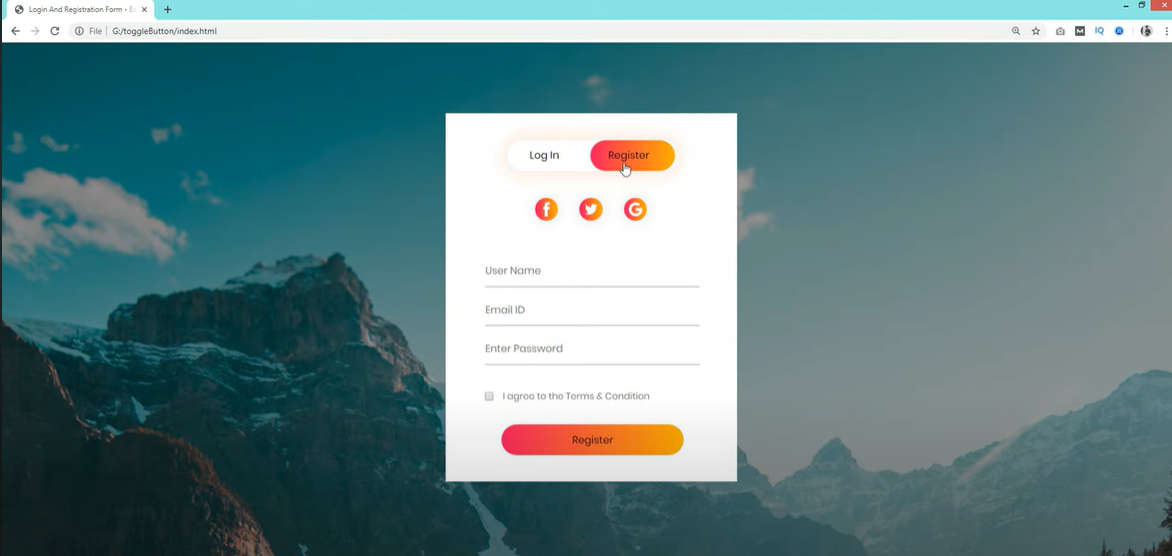 Login And Registration Form - Ea
File | G:/toggleButton/index.html
Log In
Register
User Name
Email ID
Enter Password
I agree to the Terms & Condition
Register